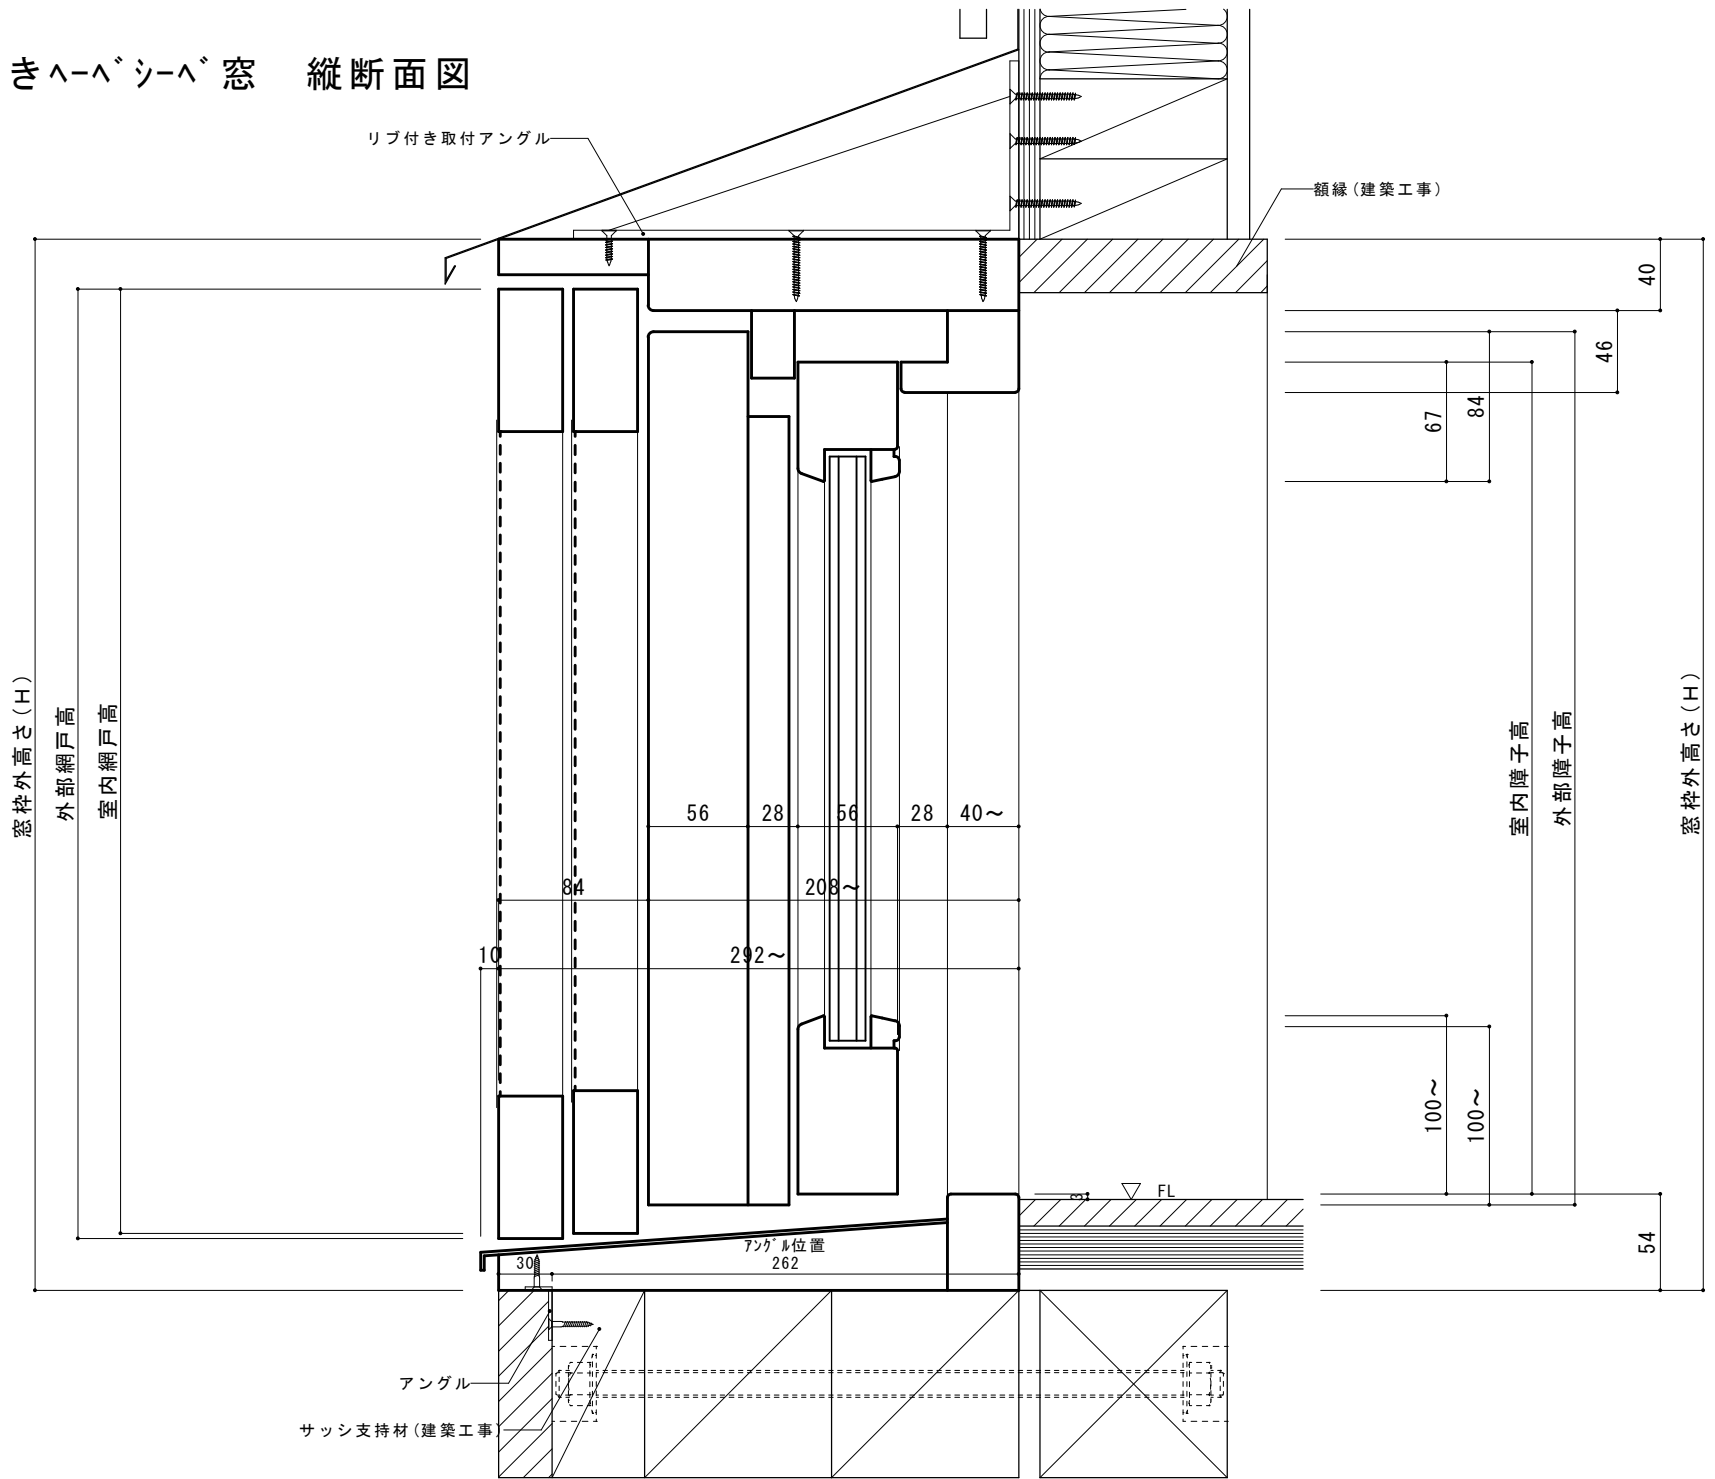 きヘーベシーベ窓　縦断面図
リブ付き取付アングル
額縁(建築工事)
40
46
67
84
窓枠外高さ(H)
外部網戸高
室内網戸高
室内障子高
外部障子高
窓枠外高さ(H)
56
28
56
28
40～
84
208～
10
292～
100～
100～
3
FL
54
アングル位置
30
262
アングル
サッシ支持材(建築工事)